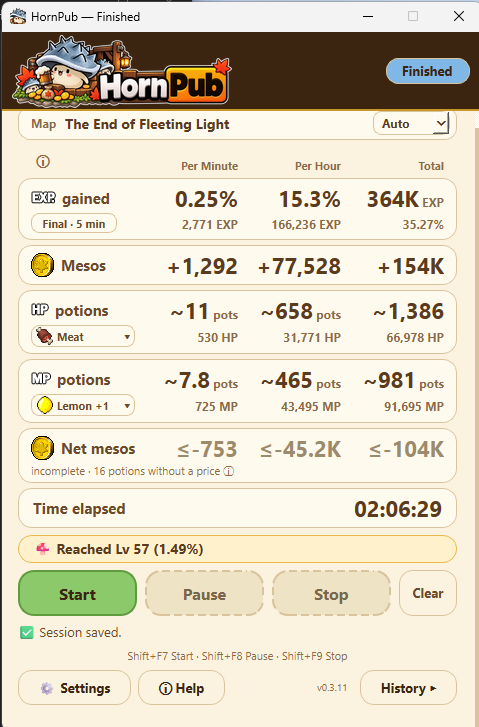 HornPub — Finished
HornPub
Finished
Map The End of Fleeting Light Auto
Per Minute Per Hour Total
EXP gained 0.25% 15.3% 364K EXP
Final · 5 min 2,771 EXP 166,236 EXP 35.27%
Mesos +1,292 +77,528 +154K
HP potions ~11 pots ~658 pots ~1,386
Meat 530 HP 31,771 HP 66,978 HP
MP potions ~7.8 pots ~465 pots ~981 pots
Lemon +1 725 MP 43,495 MP 91,695 MP
Net mesos ≤-753 ≤-45.2K ≤-104K
incomplete · 16 potions without a price
Time elapsed 02:06:29
Reached Lv 57 (1.49%)
Start Pause Stop Clear
Session saved.
Shift+F7 Start · Shift+F8 Pause · Shift+F9 Stop
Settings Help v0.3.11 History